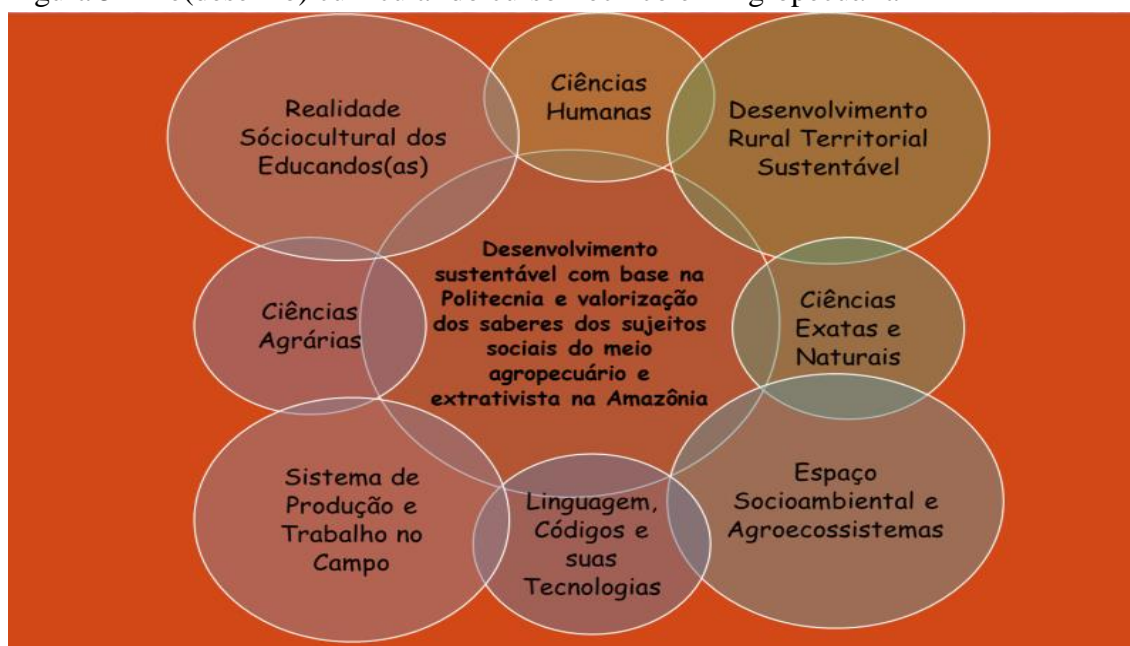 Realidade
Sóciocultural dos
Educandos(as)
Ciências
Humanas
Desenvolvimento
Rural Territorial
Sustentável
Ciências
Agrárias
Desenvolvimento
sustentável com base na
Politecnia e valorização
dos saberes dos sujeitos
sociais do meio
agropecuário e
extrativista na Amazônia
Ciências
Exatas e
Naturais
Sistema de
Produção e
Trabalho no
Campo
Linguagem,
Códigos e
suas
Tecnologias
Espaço
Socioambiental e
Agroecossistemas